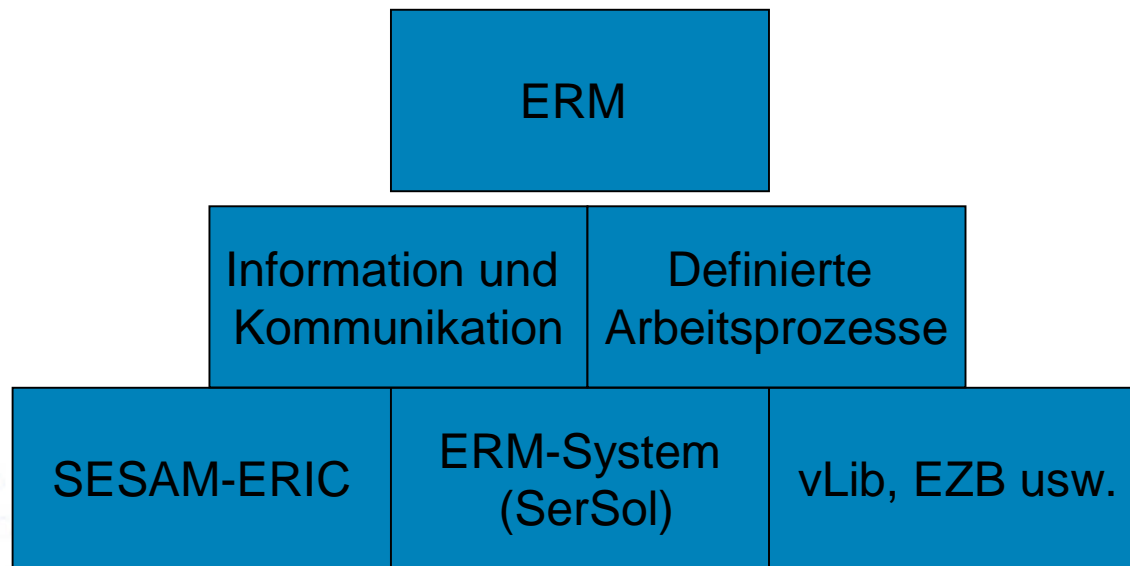 ERM
Information und
Kommunikation
Definierte
Arbeitsprozesse
SESAM-ERIC
ERM-System
(SerSol)
vLib, EZB usw.